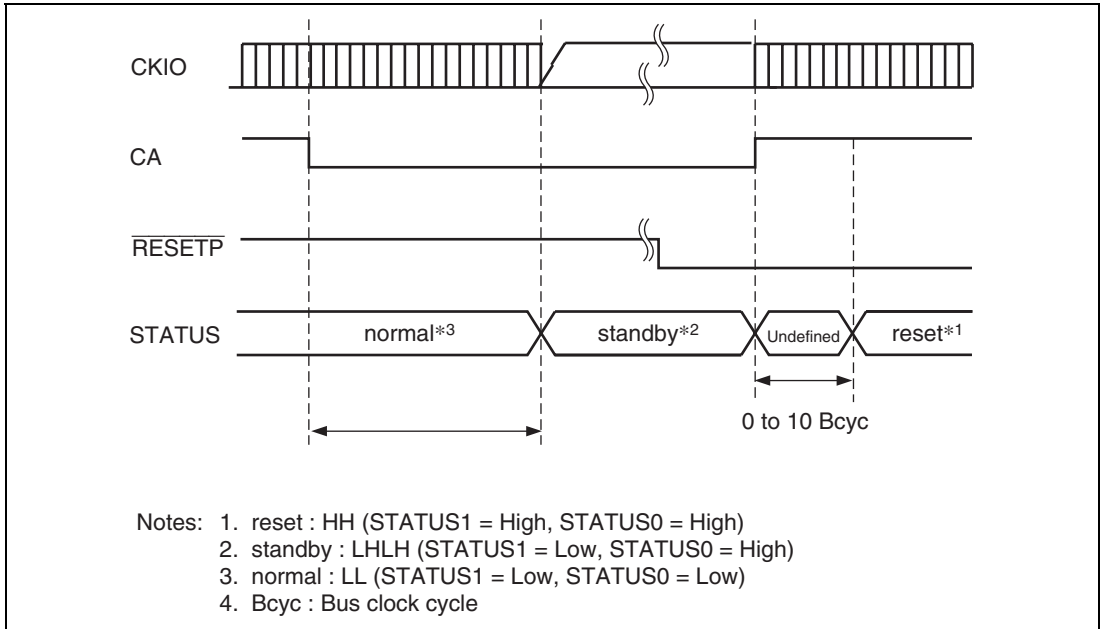 CKIO
CA
RESETP
STATUS
normal*3
standby*2
Undefined
reset*1
0 to 10 Bcyc
Notes: 1. reset : HH (STATUS1 = High, STATUS0 = High)
2. standby : LHLH (STATUS1 = Low, STATUS0 = High)
3. normal : LL (STATUS1 = Low, STATUS0 = Low)
4. Bcyc : Bus clock cycle